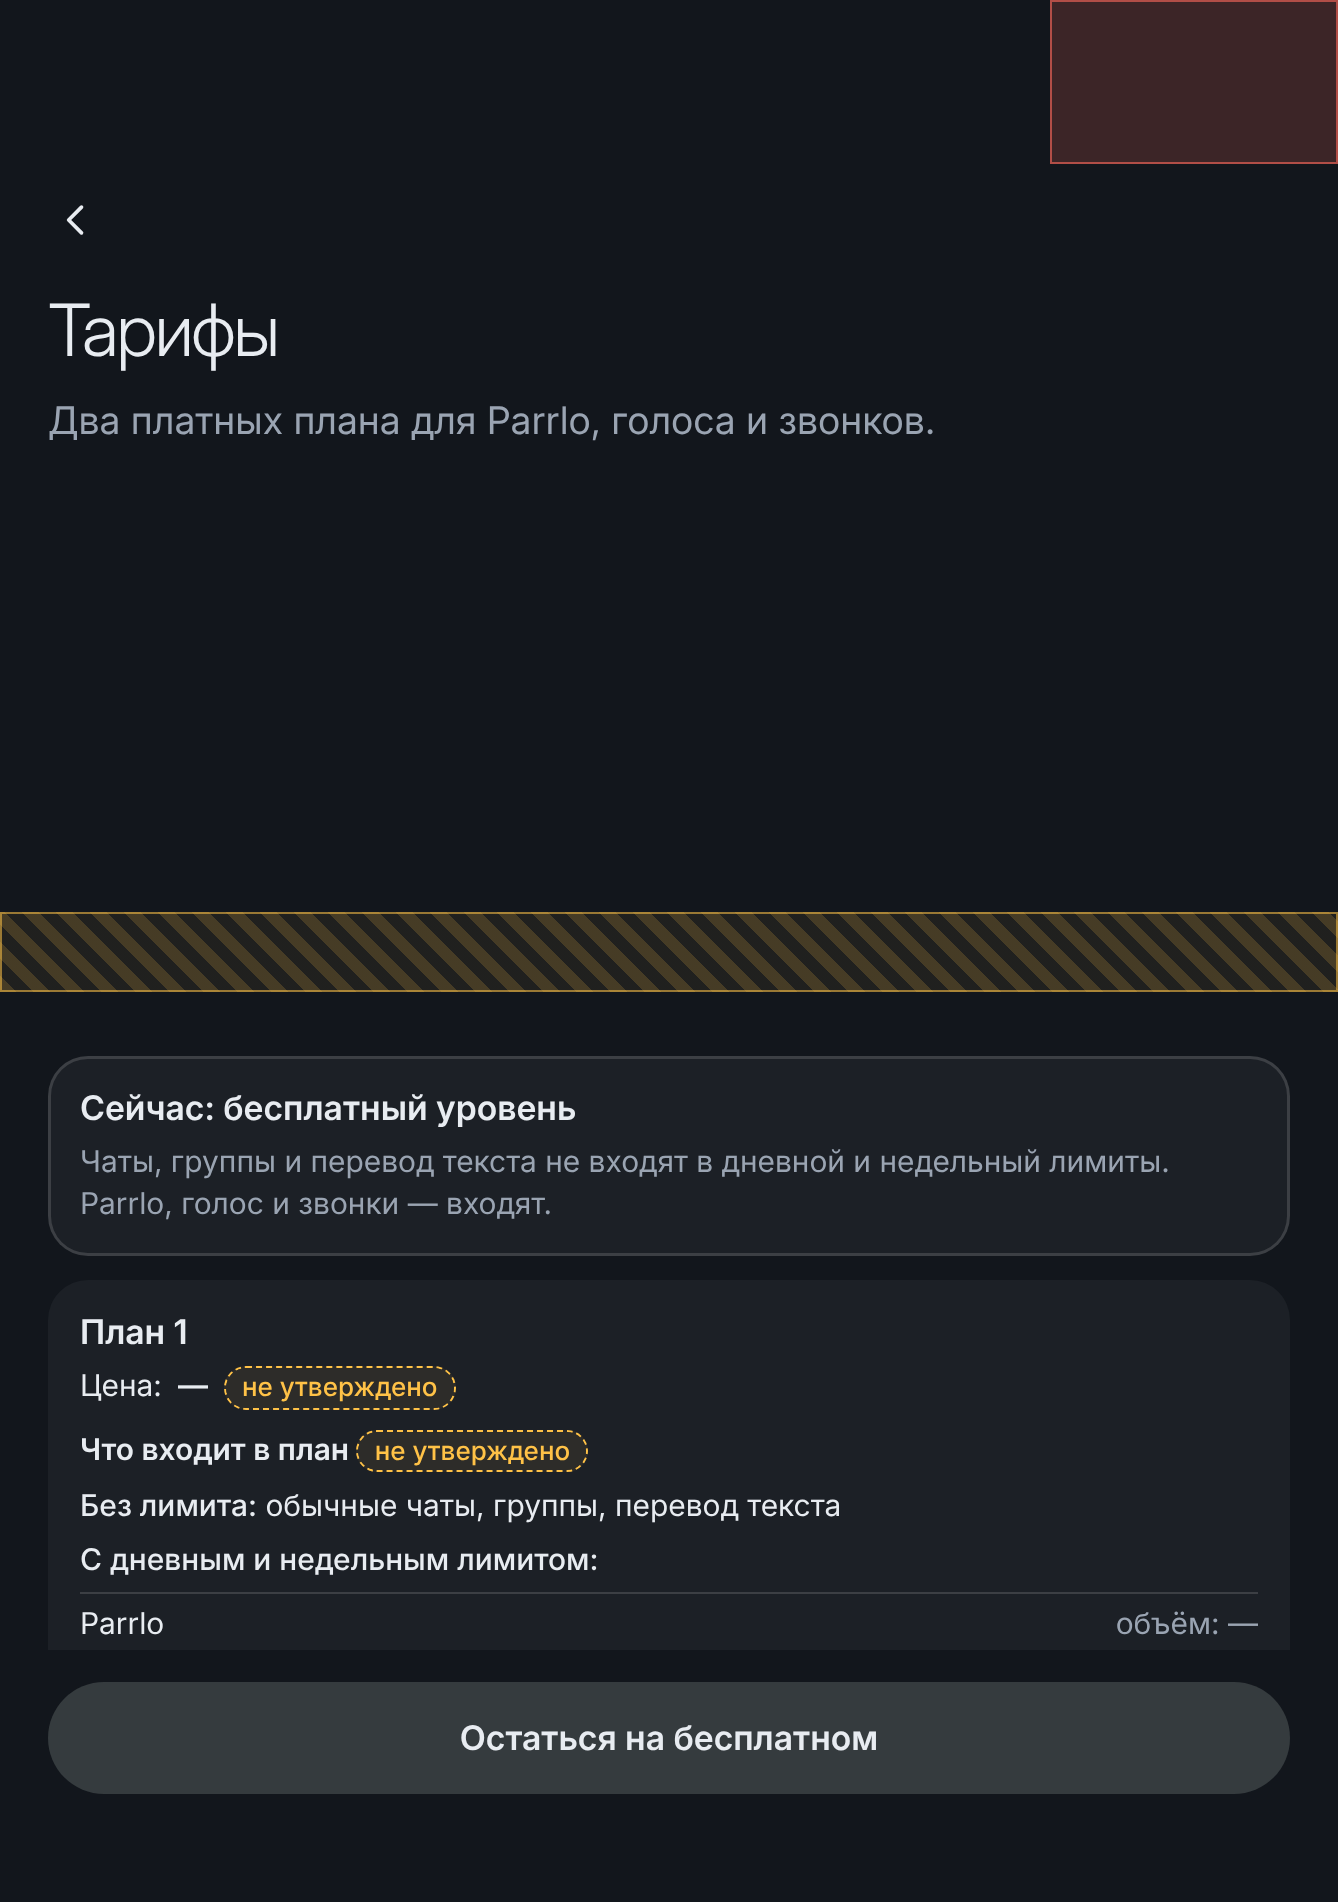 Тарифы
Два платных плана для Parrlo, голоса и звонков.
Сейчас: бесплатный уровень
Чаты, группы и перевод текста не входят в дневной и недельный лимиты.
Parrlo, голос и звонки — входят.
План 1
Цена: — не утверждено
Что входит в план не утверждено
Без лимита: обычные чаты, группы, перевод текста
С дневным и недельным лимитом:
Parrlo объём: —
Остаться на бесплатном